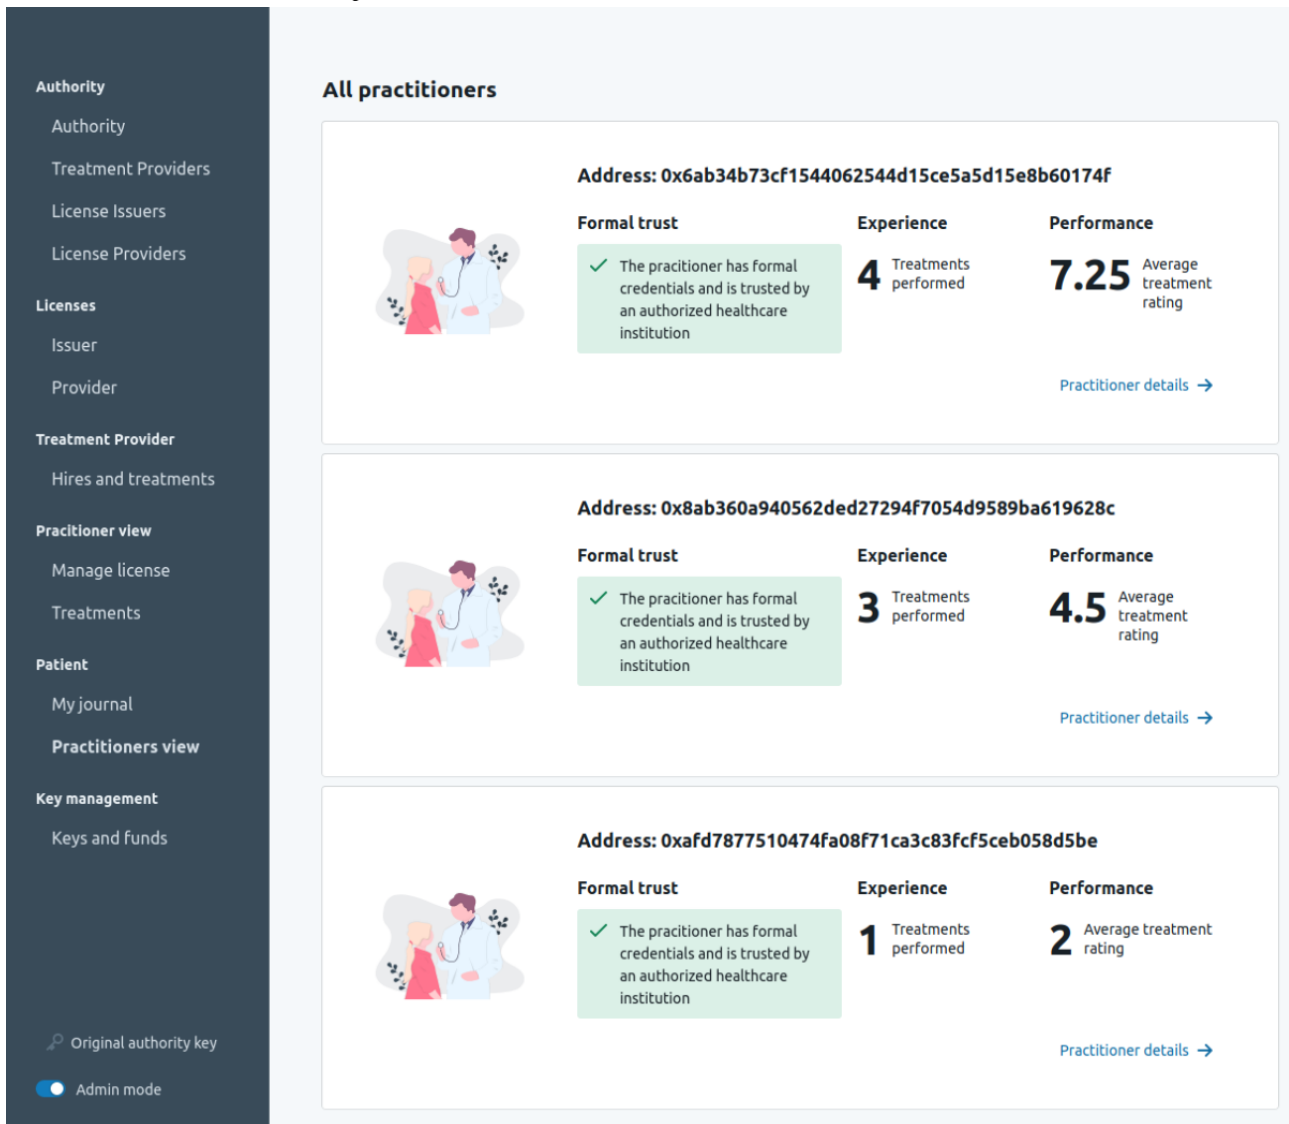 Authority
Authority
Treatment Providers
License Issuers
License Providers
Licenses
Issuer
Provider
Treatment Provider
Hires and treatments
Pracitioner view
Manage license
Treatments
Patient
My journal
Practitioners view
Key management
Keys and funds
Original authority key
Admin mode
All practitioners
Address: 0x6ab34b73cf1544062544d15ce5a5d15e8b60174f
Formal trust
The pracitioner has formal
credentials and is trusted by
an authorized healthcare
institution
Experience
4 Treatments
performed
Performance
7.25 Average
treatment
rating
Practitioner details →
Address: 0x8ab360a940562ded27294f7054d9589ba619628c
Formal trust
The pracitioner has formal
credentials and is trusted by
an authorized healthcare
institution
Experience
3 Treatments
performed
Performance
4.5 Average
treatment
rating
Practitioner details →
Address: 0xafd7877510474fa08f71ca3c83fcf5ceb058d5be
Formal trust
The pracitioner has formal
credentials and is trusted by
an authorized healthcare
institution
Experience
1 Treatments
performed
Performance
2 Average treatment
rating
Practitioner details →